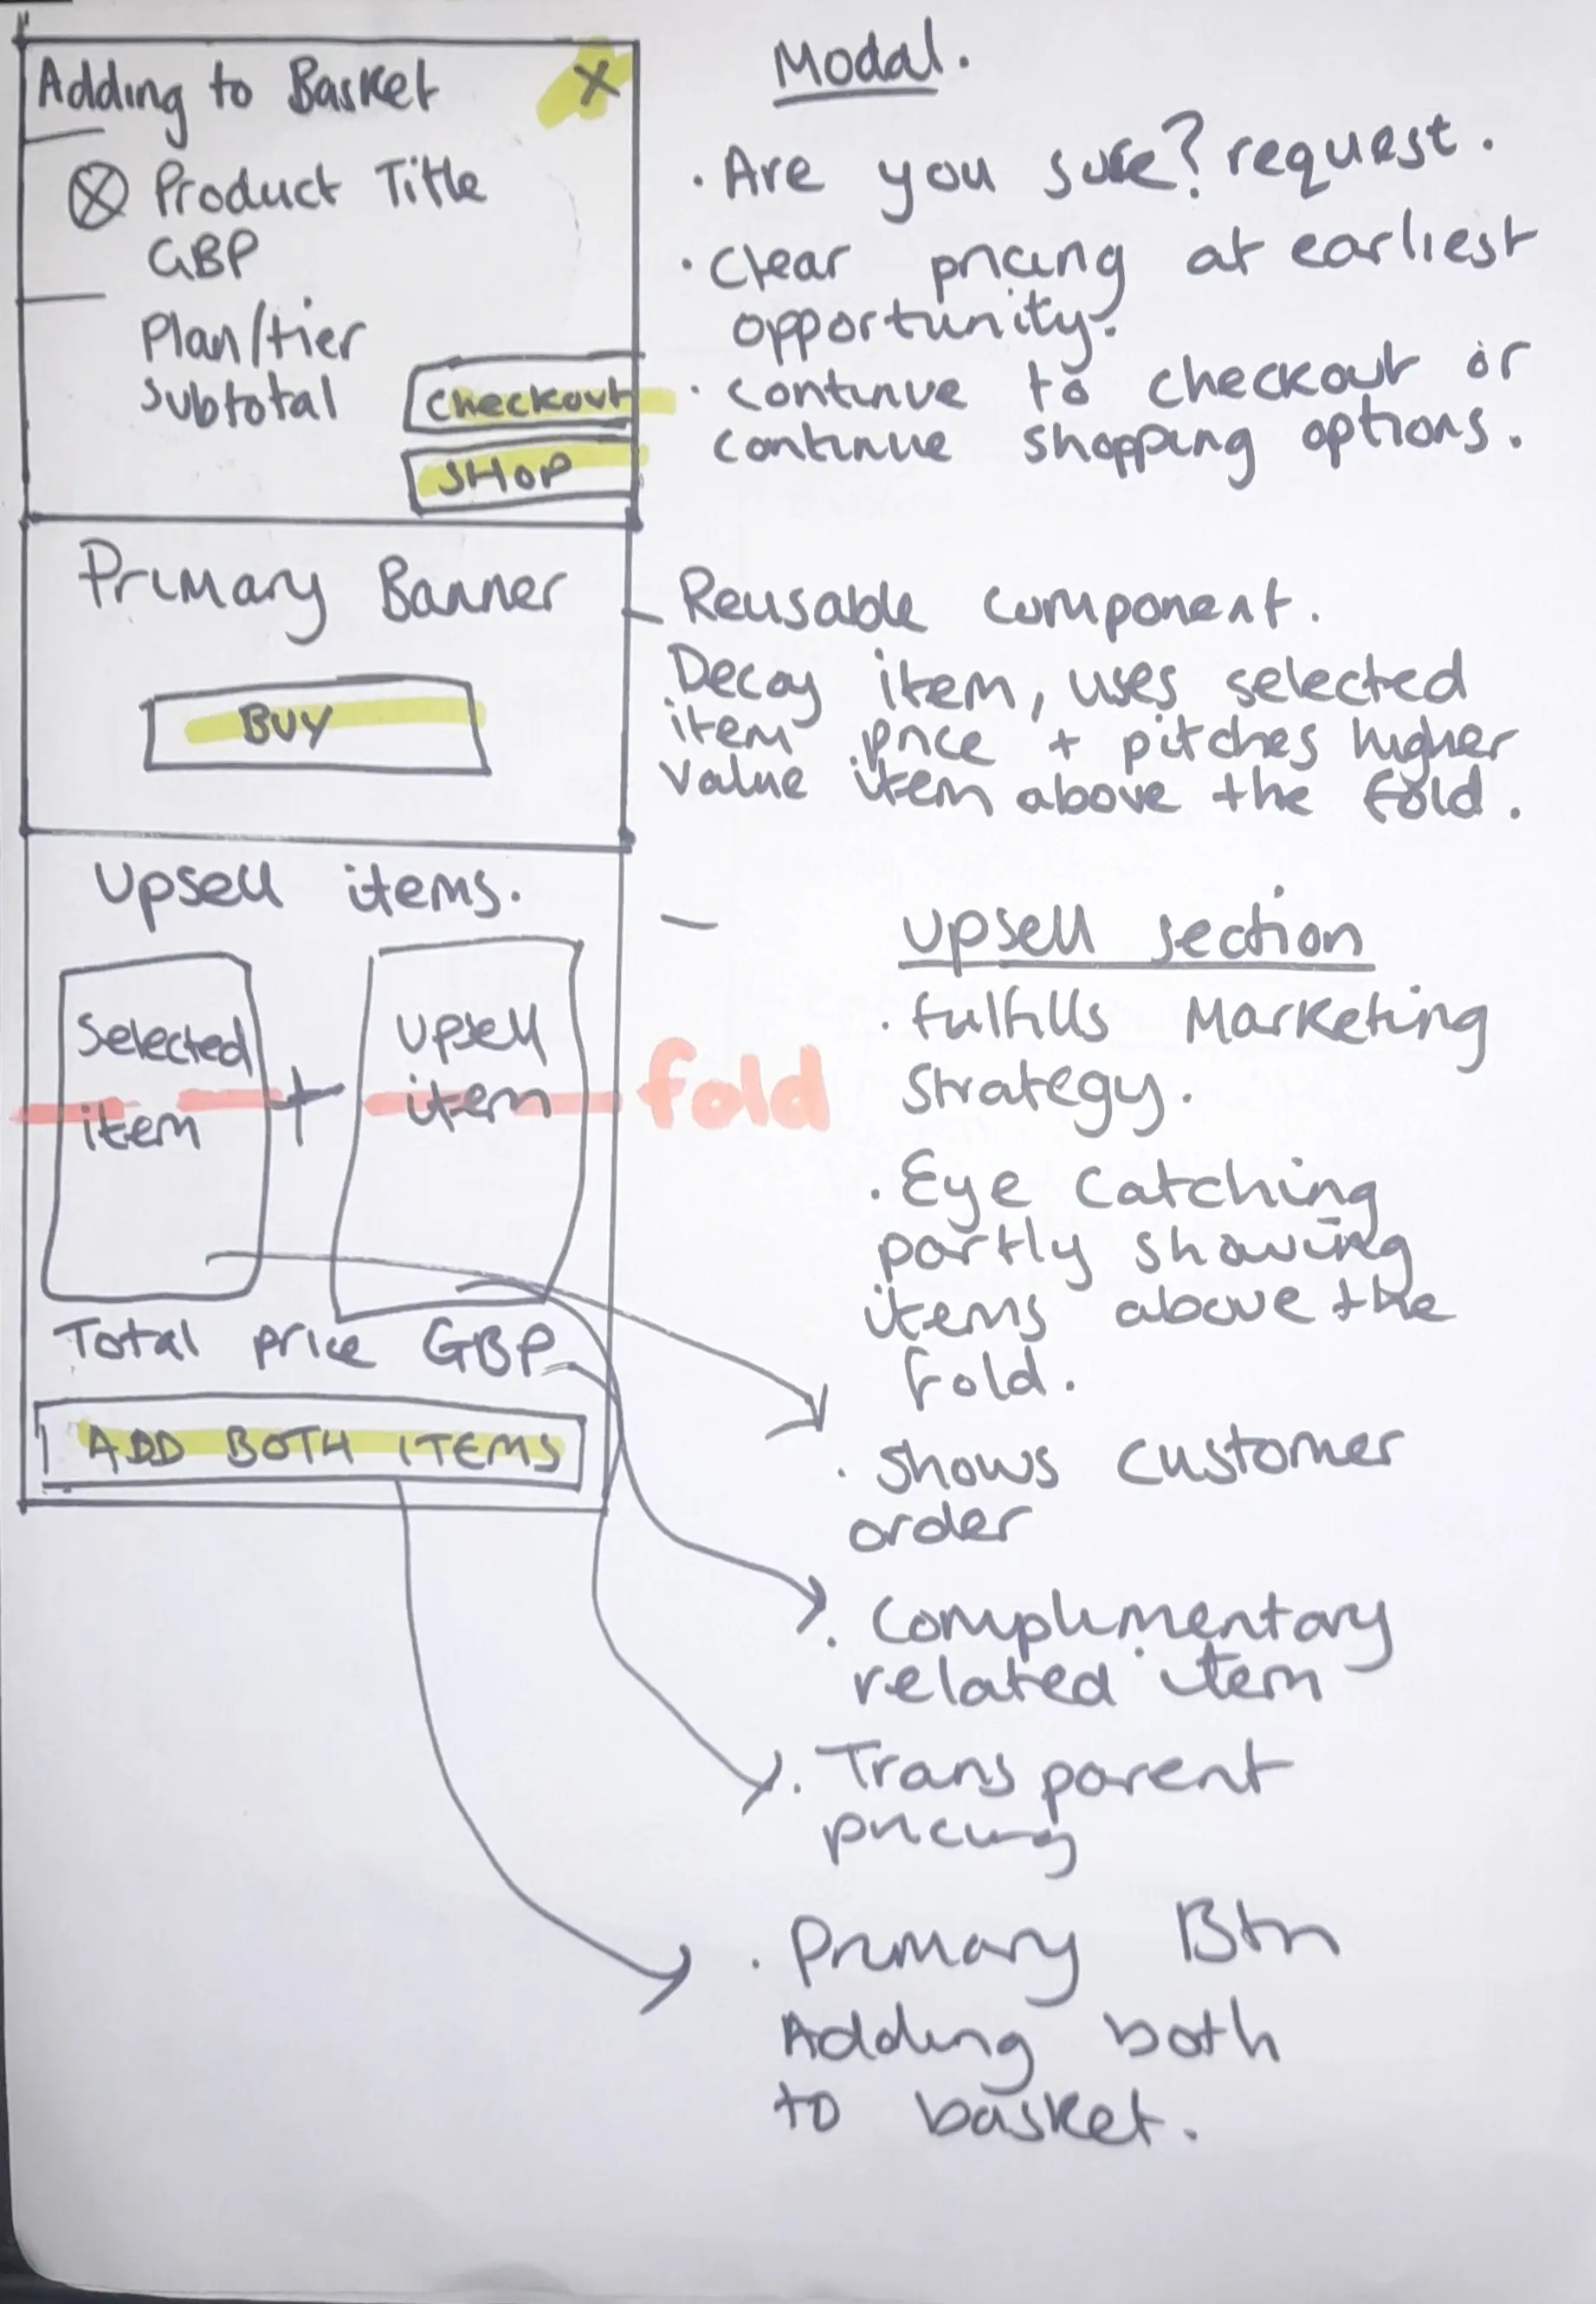 Adding to Basket X
Product Title
GBP
Plan/tier
Subtotal
Checkout
SHOP
Primary Banner
BUY
Upsell items.
Selected
item
+
Upsell
item
fold
Total price GBP
ADD BOTH ITEMS
Modal.
· Are you sure? request.
· Clear pricing at earliest
opportunity.
· continue to checkout or
continue shopping options.
- Reusable component.
Decoy item, uses selected
item price + pitches higher
value item above the fold.
- Upsell section
· fulfills Marketing
strategy.
· Eye Catching
partly showing
items above the
fold.
· Shows customer
order
· Complimentary
related item
· Transparent
pricing
· Primary Btn
Adding both
to basket.